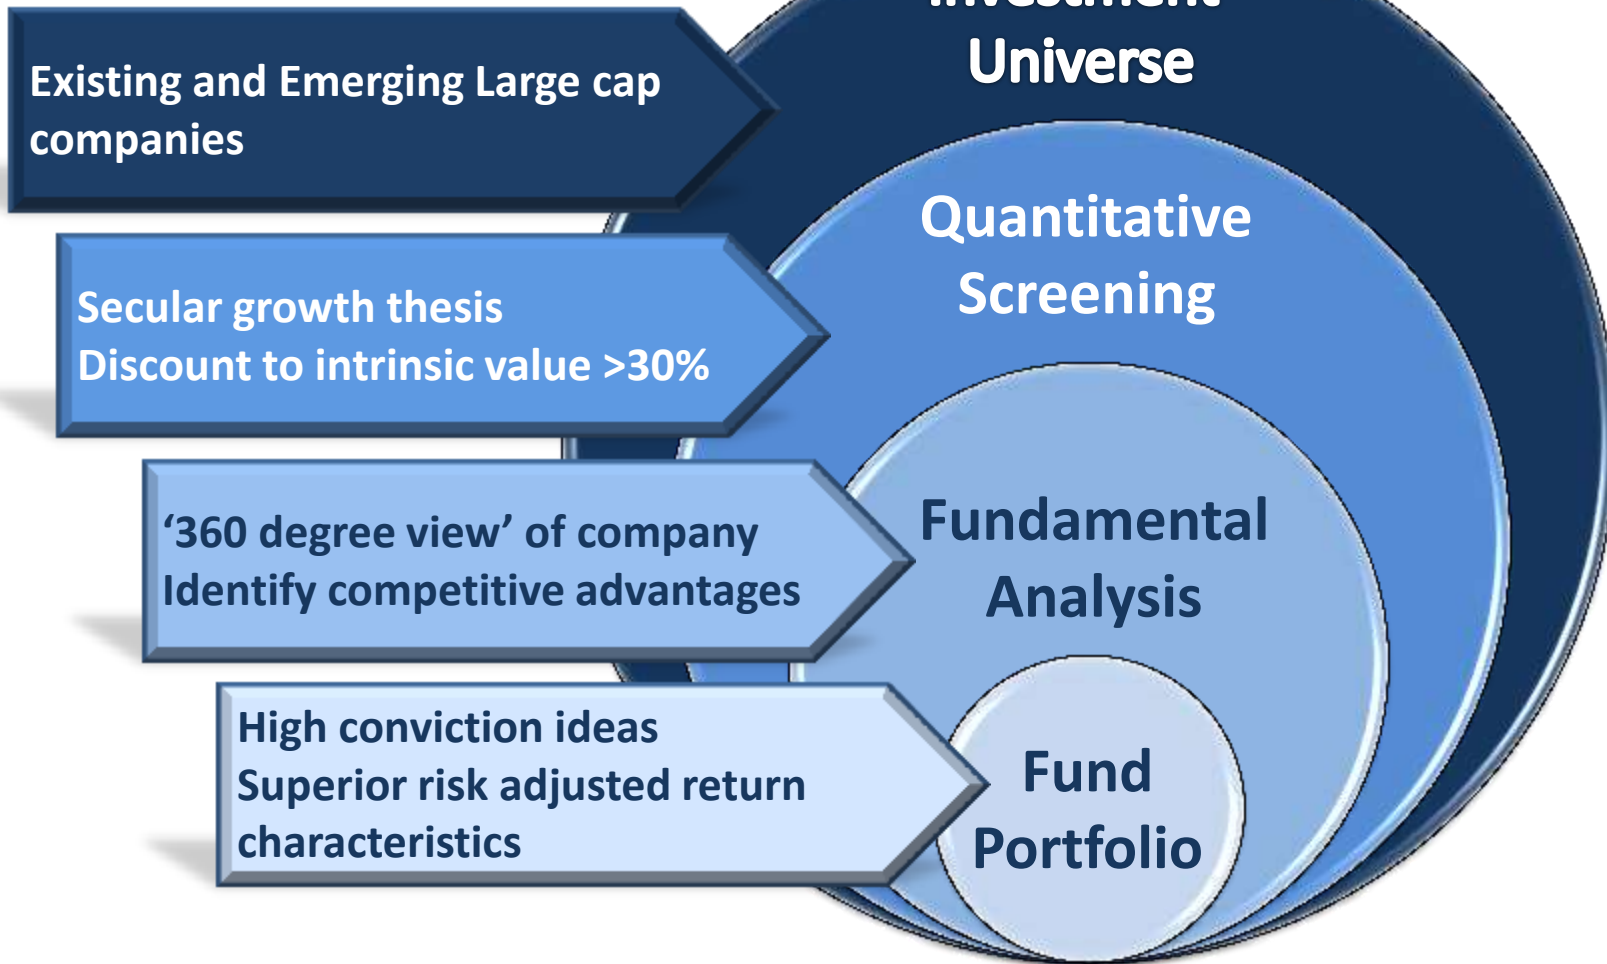 Existing and Emerging Large cap
companies
Investment
Universe
Secular growth thesis
Discount to intrinsic value >30%
Quantitative
Screening
‘360 degree view’ of company
Identify competitive advantages
Fundamental
Analysis
High conviction ideas
Superior risk adjusted return
characteristics
Fund
Portfolio